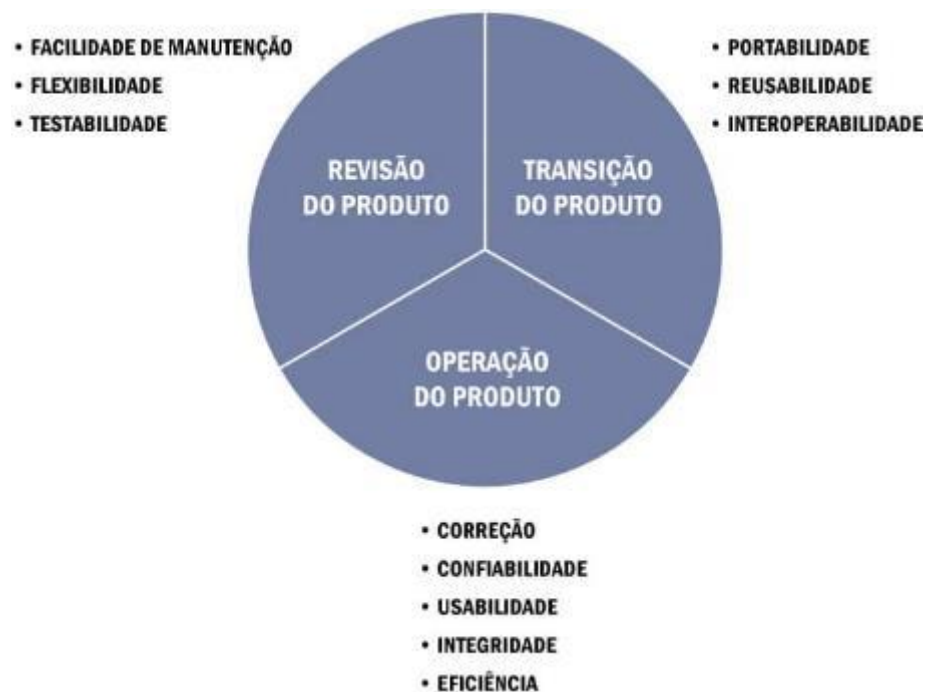 • FACILIDADE DE MANUTENÇÃO
• FLEXIBILIDADE
• TESTABILIDADE
• PORTABILIDADE
• REUSABILIDADE
• INTEROPERABILIDADE
REVISÃO
DO PRODUTO
TRANSIÇÃO
DO PRODUTO
OPERAÇÃO
DO PRODUTO
• CORREÇÃO
• CONFIABILIDADE
• USABILIDADE
• INTEGRIDADE
• EFICIÊNCIA